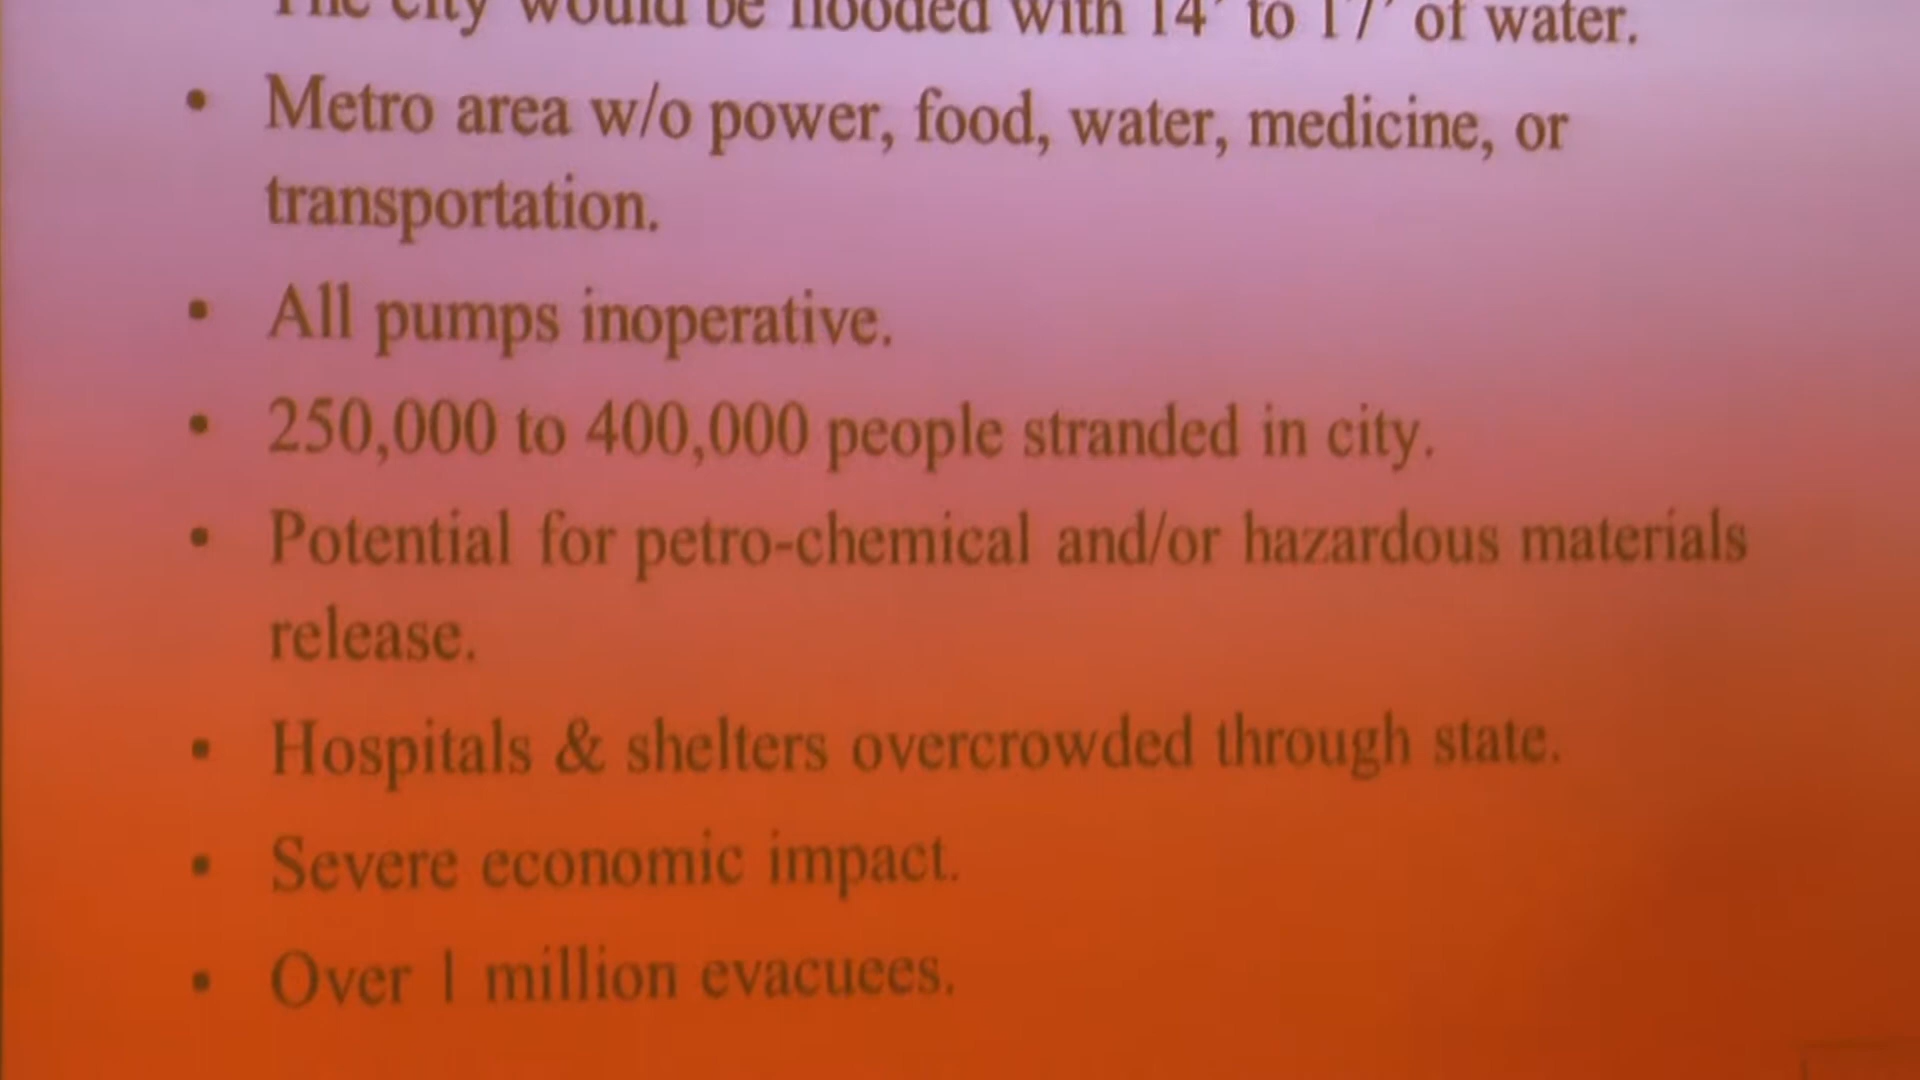 The city would be flooded with 14' to 17' of water.
• Metro area w/o power, food, water, medicine, or
transportation.
• All pumps inoperative.
• 250,000 to 400,000 people stranded in city.
• Potential for petro-chemical and/or hazardous materials
release.
• Hospitals & shelters overcrowded through state.
• Severe economic impact.
• Over 1 million evacuees.